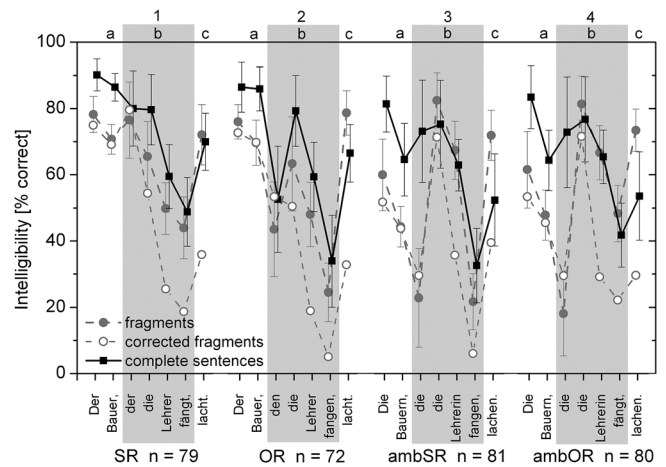 1 2 3 4
a b c a b c a b c a b c
Intelligibility [% correct]
100
80
60
40
20
0
fragments
corrected fragments
complete sentences
Der Bauer, der die Lehrer fängt, lacht.
Der Bauer, den die Lehrer fangen, lacht.
Die Bauern, die die Lehrerin fangen, lachen.
Die Bauern, die die Lehrerin fängt, lachen.
SR n = 79 OR n = 72 ambSR n = 81 ambOR n = 80